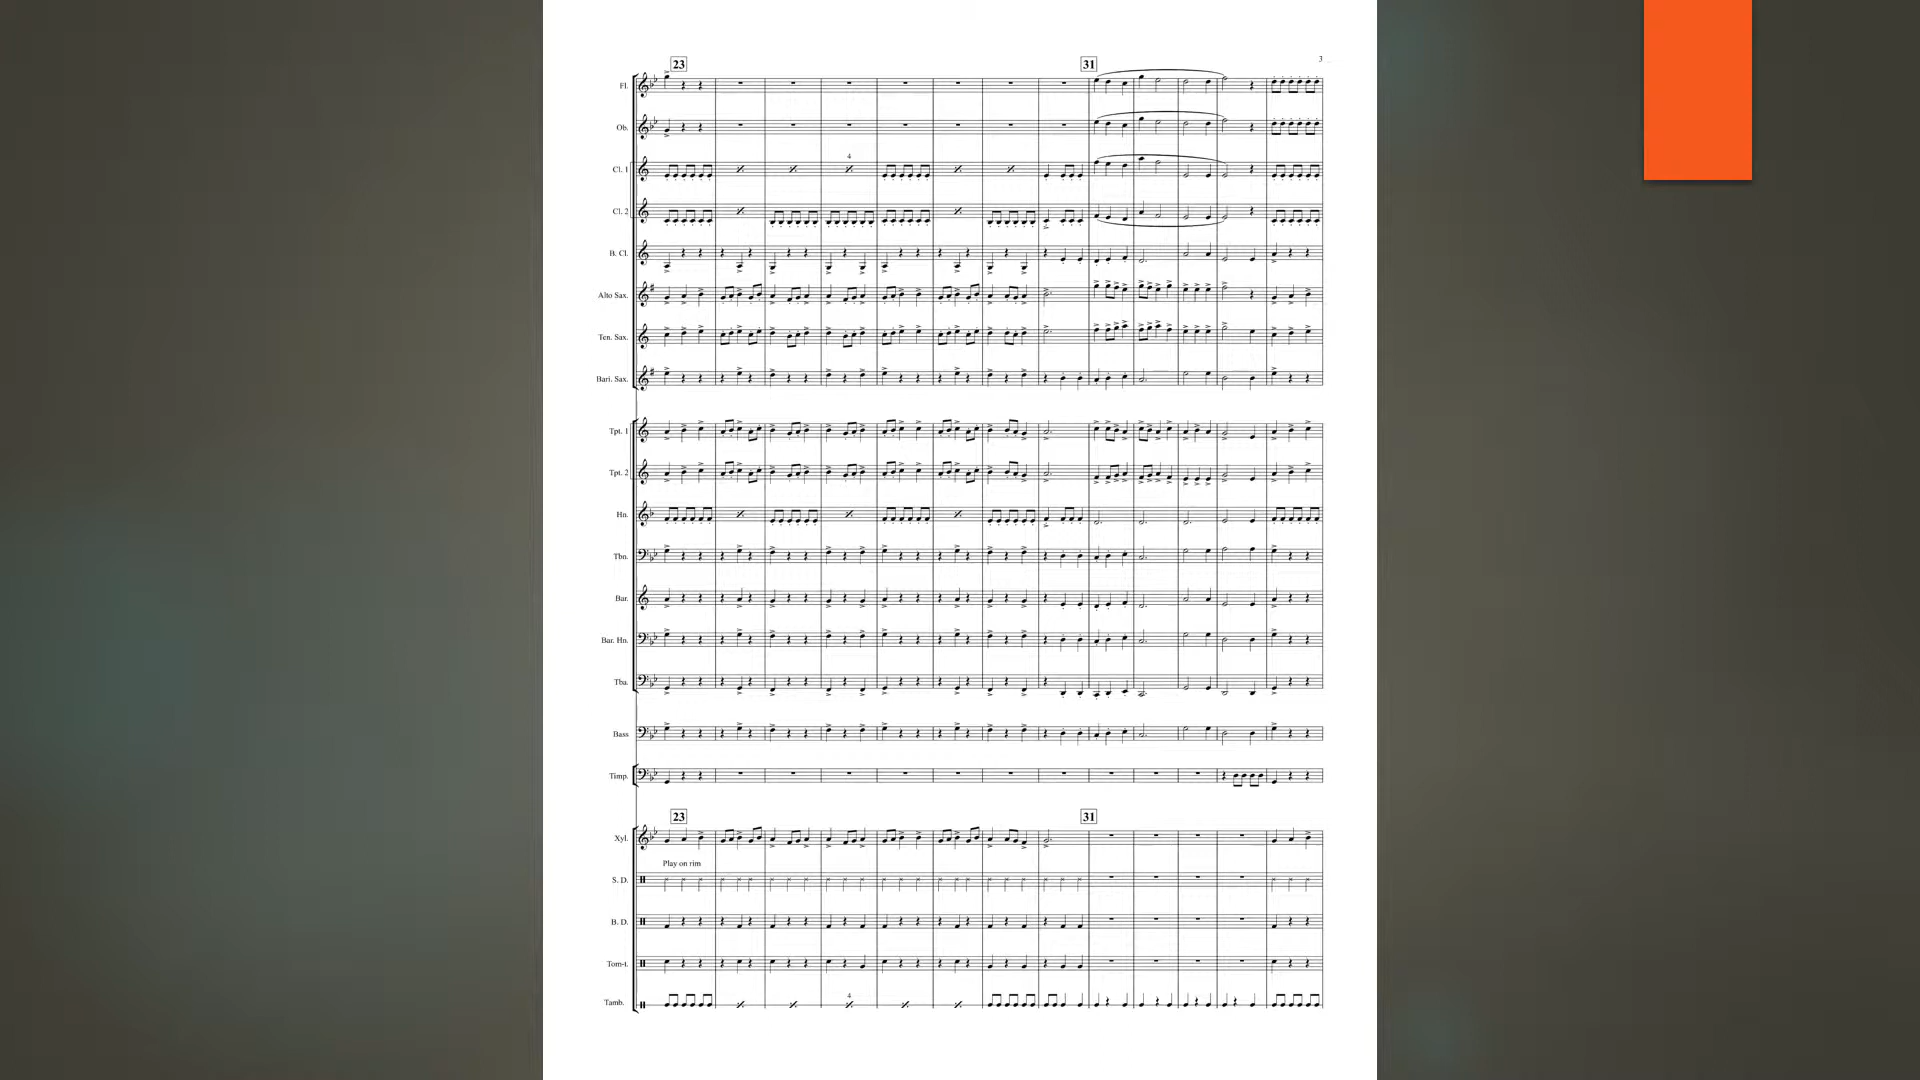 3
23 31
Fl.
Ob.
4
Cl. 1
Cl. 2
B. Cl.
Alto Sax.
Ten. Sax.
Bari. Sax.
Tpt. 1
Tpt. 2
Hn.
Tbn.
Bar.
Bar. Hn.
Tba.
Bass
Timp.
23 31
Xyl.
Play on rim
S. D.
B. D.
Tom-t.
4
Tamb.